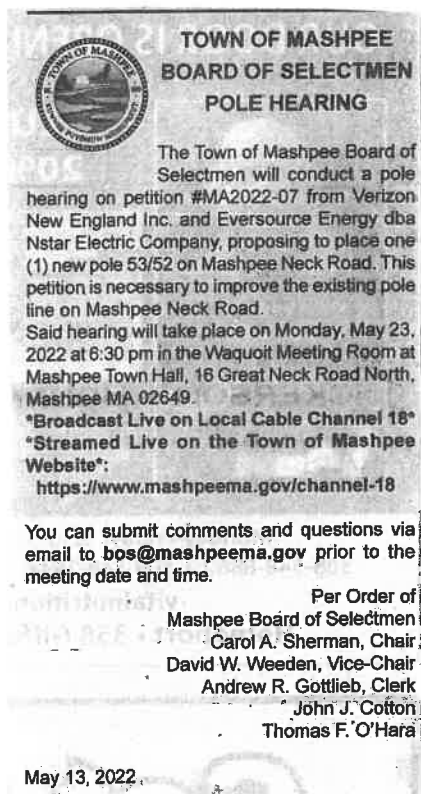 TOWN OF MASHPEE
BOARD OF SELECTMEN
POLE HEARING
TOWN OF MASHPEE
The Town of Mashpee Board of
Selectmen will conduct a pole
hearing on petition #MA2022-07 from Verizon
New England Inc. and Eversource Energy dba
Nstar Electric Company, proposing to place one
(1) new pole 53/52 on Mashpee Neck Road. This
petition is necessary to improve the existing pole
line on Mashpee Neck Road.
Said hearing will take place on Monday, May 23,
2022 at 6:30 pm in the Waquoit Meeting Room at
Mashpee Town Hall, 16 Great Neck Road North,
Mashpee MA 02649.
*Broadcast Live on Local Cable Channel 18*
*Streamed Live on the Town of Mashpee
Website*:
https://www.mashpeema.gov/channel-18
You can submit comments and questions via
email to bos@mashpeema.gov prior to the
meeting date and time.
Per Order of
Mashpee Board of Selectmen
Carol A. Sherman, Chair
David W. Weeden, Vice-Chair
Andrew R. Gottlieb, Clerk
John J. Cotton
Thomas F. O'Hara
May 13, 2022